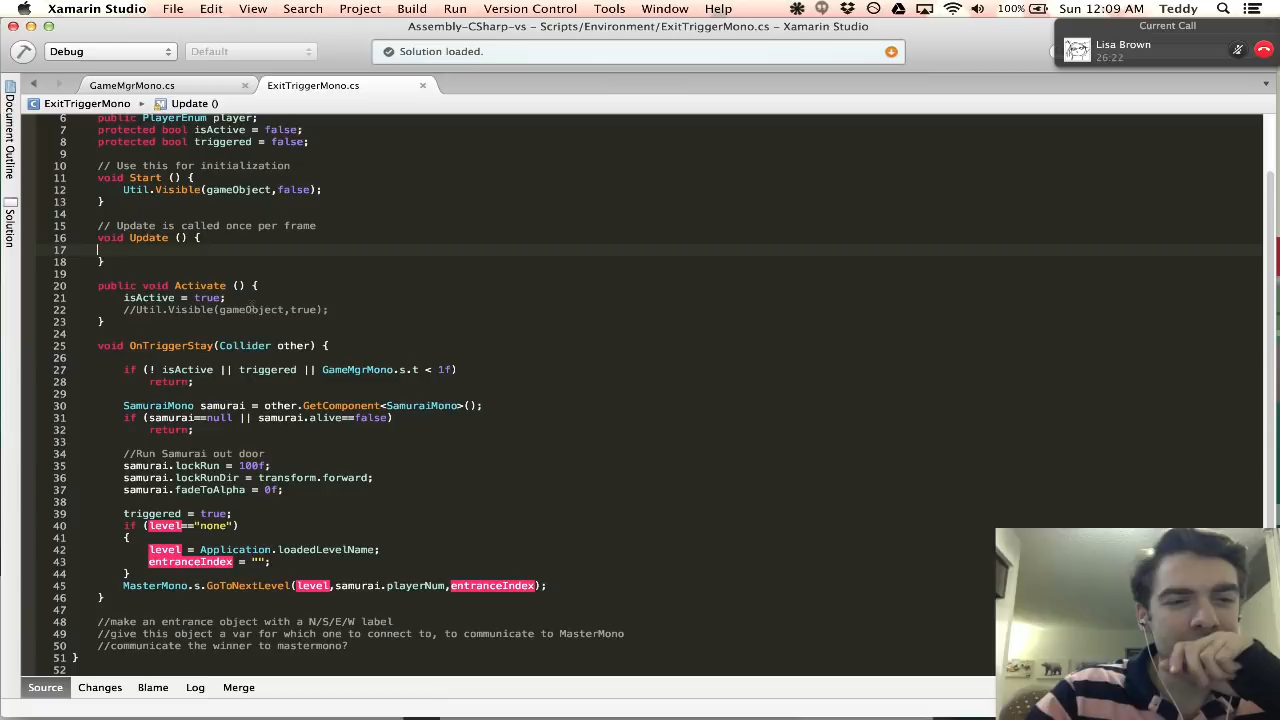 Xamarin Studio File Edit View Search Project Build Run Version Control Tools Window Help 100% Sun 12:09 AM Teddy
Assembly-CSharp-vs - Scripts/Environment/ExitTriggerMono.cs - Xamarin Studio
Current Call
Lisa Brown
26:22
Debug Default Solution loaded.
GameMgrMono.cs ExitTriggerMono.cs
ExitTriggerMono Update ()
Document Outline
Solution
6 public PlayerEnum player;
7 protected bool isActive = false;
8 protected bool triggered = false;
9
10 // Use this for initialization
11 void Start () {
12 Util.Visible(gameObject,false);
13 }
14
15 // Update is called once per frame
16 void Update () {
17
18 }
19
20 public void Activate () {
21 isActive = true;
22 //Util.Visible(gameObject,true);
23 }
24
25 void OnTriggerStay(Collider other) {
26
27 if (! isActive || triggered || GameMgrMono.s.t < 1f)
28 return;
29
30 SamuraiMono samurai = other.GetComponent<SamuraiMono>();
31 if (samurai==null || samurai.alive==false)
32 return;
33
34 //Run Samurai out door
35 samurai.lockRun = 100f;
36 samurai.lockRunDir = transform.forward;
37 samurai.fadeToAlpha = 0f;
38
39 triggered = true;
40 if (level=="none")
41 {
42 level = Application.loadedLevelName;
43 entranceIndex = "";
44 }
45 MasterMono.s.GoToNextLevel(level,samurai.playerNum,entranceIndex);
46 }
47
48 //make an entrance object with a N/S/E/W label
49 //give this object a var for which one to connect to, to communicate to MasterMono
50 //communicate the winner to mastermono?
51 }
52
Source Changes Blame Log Merge